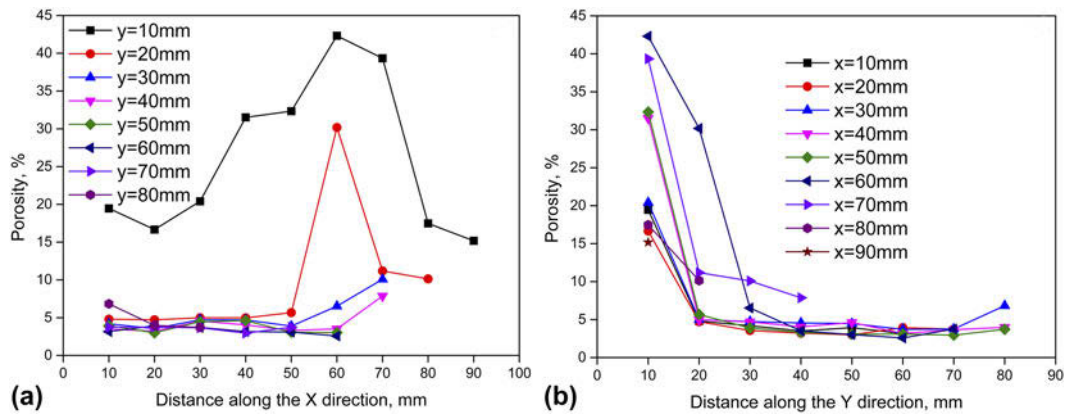 45
40
35
30
25
20
15
10
5
0
Porosity, %
y=10mm
y=20mm
y=30mm
y=40mm
y=50mm
y=60mm
y=70mm
y=80mm
0 10 20 30 40 50 60 70 80 90 100
Distance along the X direction, mm
(a)
45
40
35
30
25
20
15
10
5
0
Porosity, %
x=10mm
x=20mm
x=30mm
x=40mm
x=50mm
x=60mm
x=70mm
x=80mm
x=90mm
0 10 20 30 40 50 60 70 80 90
Distance along the Y direction, mm
(b)